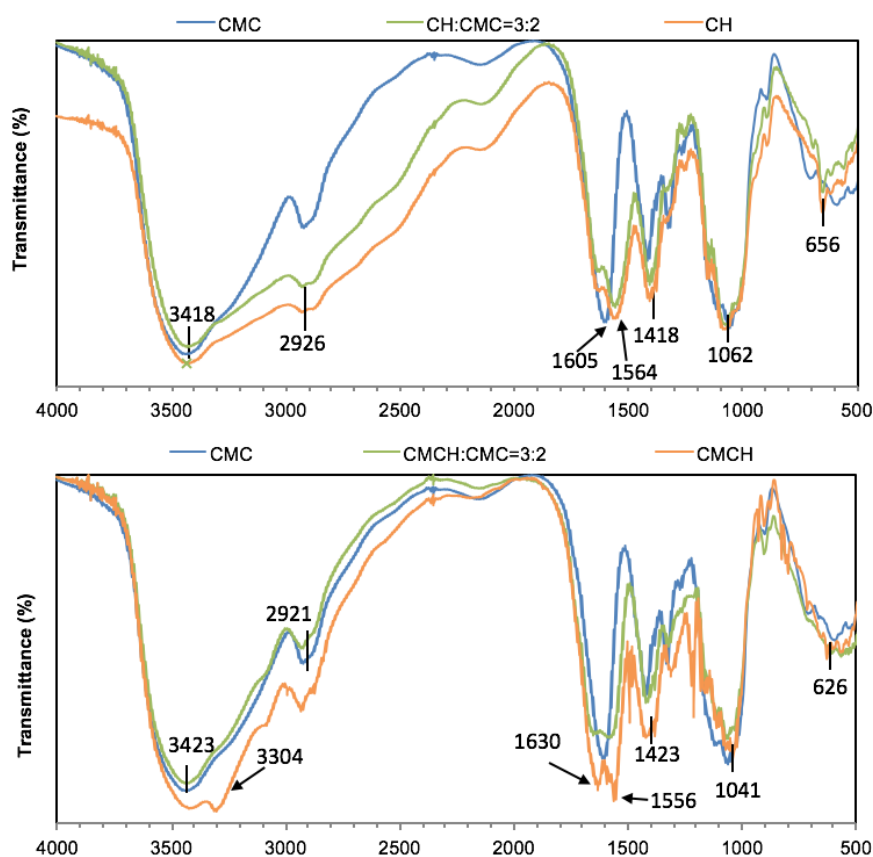 CMC CH:CMC=3:2 CH
Transmittance (%)
3418
2926
1605
1564
1418
1062
656
4000 3500 3000 2500 2000 1500 1000 500
CMC CMCH:CMC=3:2 CMCH
Transmittance (%)
3423
3304
2921
1630
1556
1423
1041
626
4000 3500 3000 2500 2000 1500 1000 500